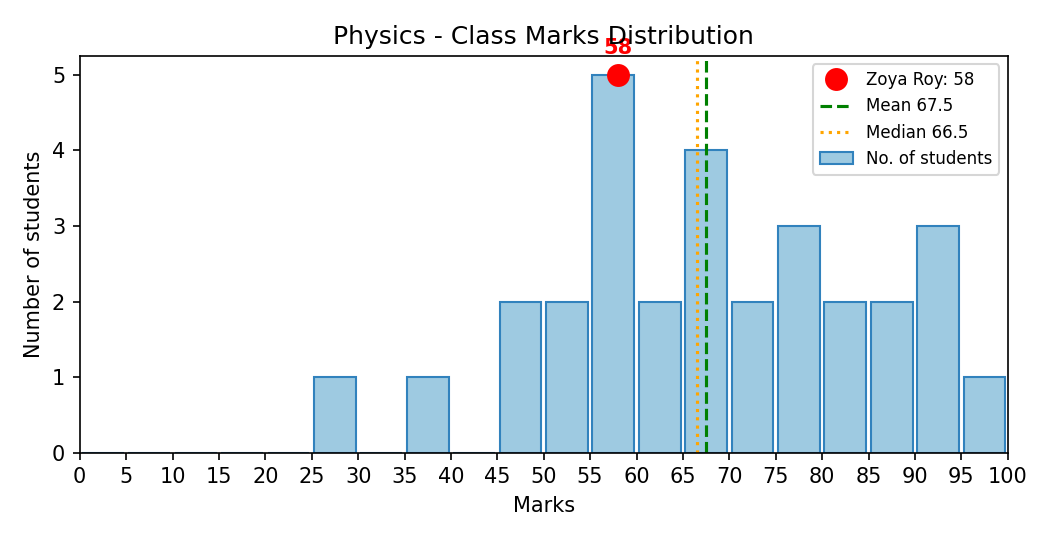 Physics - Class Marks Distribution
58
Zoya Roy: 58
Mean 67.5
Median 66.5
No. of students
Number of students
5
4
3
2
1
0
0 5 10 15 20 25 30 35 40 45 50 55 60 65 70 75 80 85 90 95 100
Marks